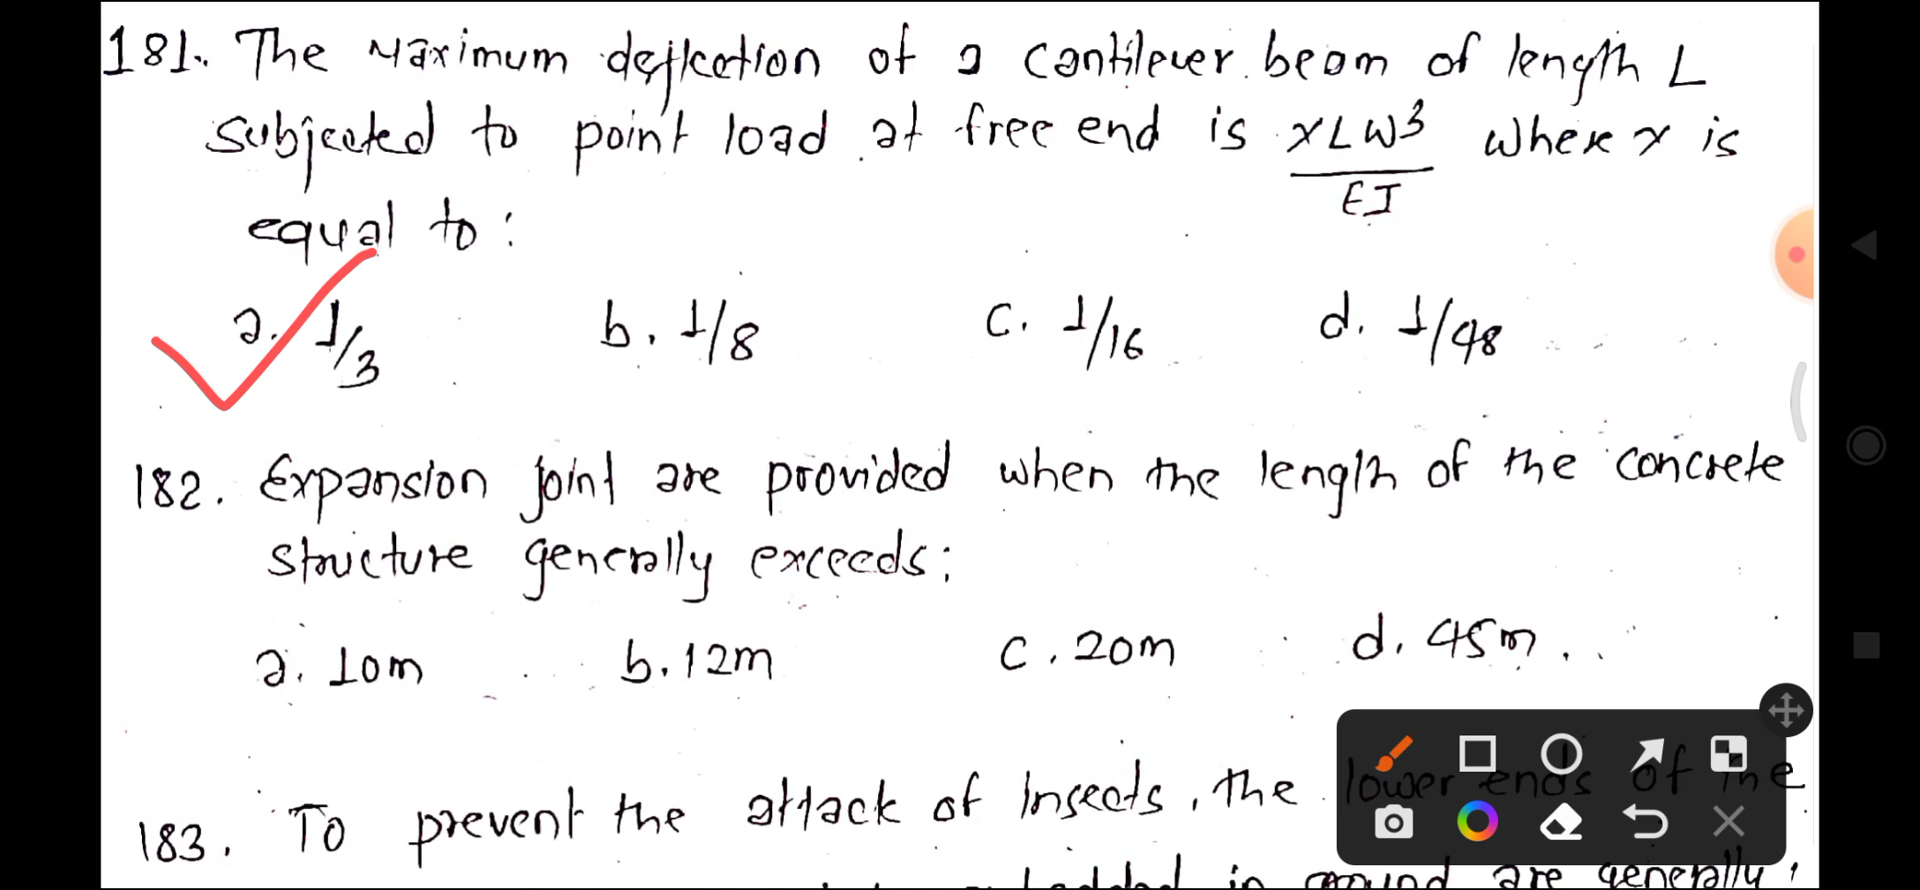 181. The Maximum deflection of a cantilever beam of length L
subjected to point load at free end is xLW³/EI where x is
equal to:
a. 1/3 b. 1/8 c. 1/16 d. 1/48
182. Expansion joint are provided when the length of the concrete
structure generally exceeds:
a. 10m b. 12m c. 20m d. 45m
183. To prevent the attack of insects, the lower ends of the
in ground are generally